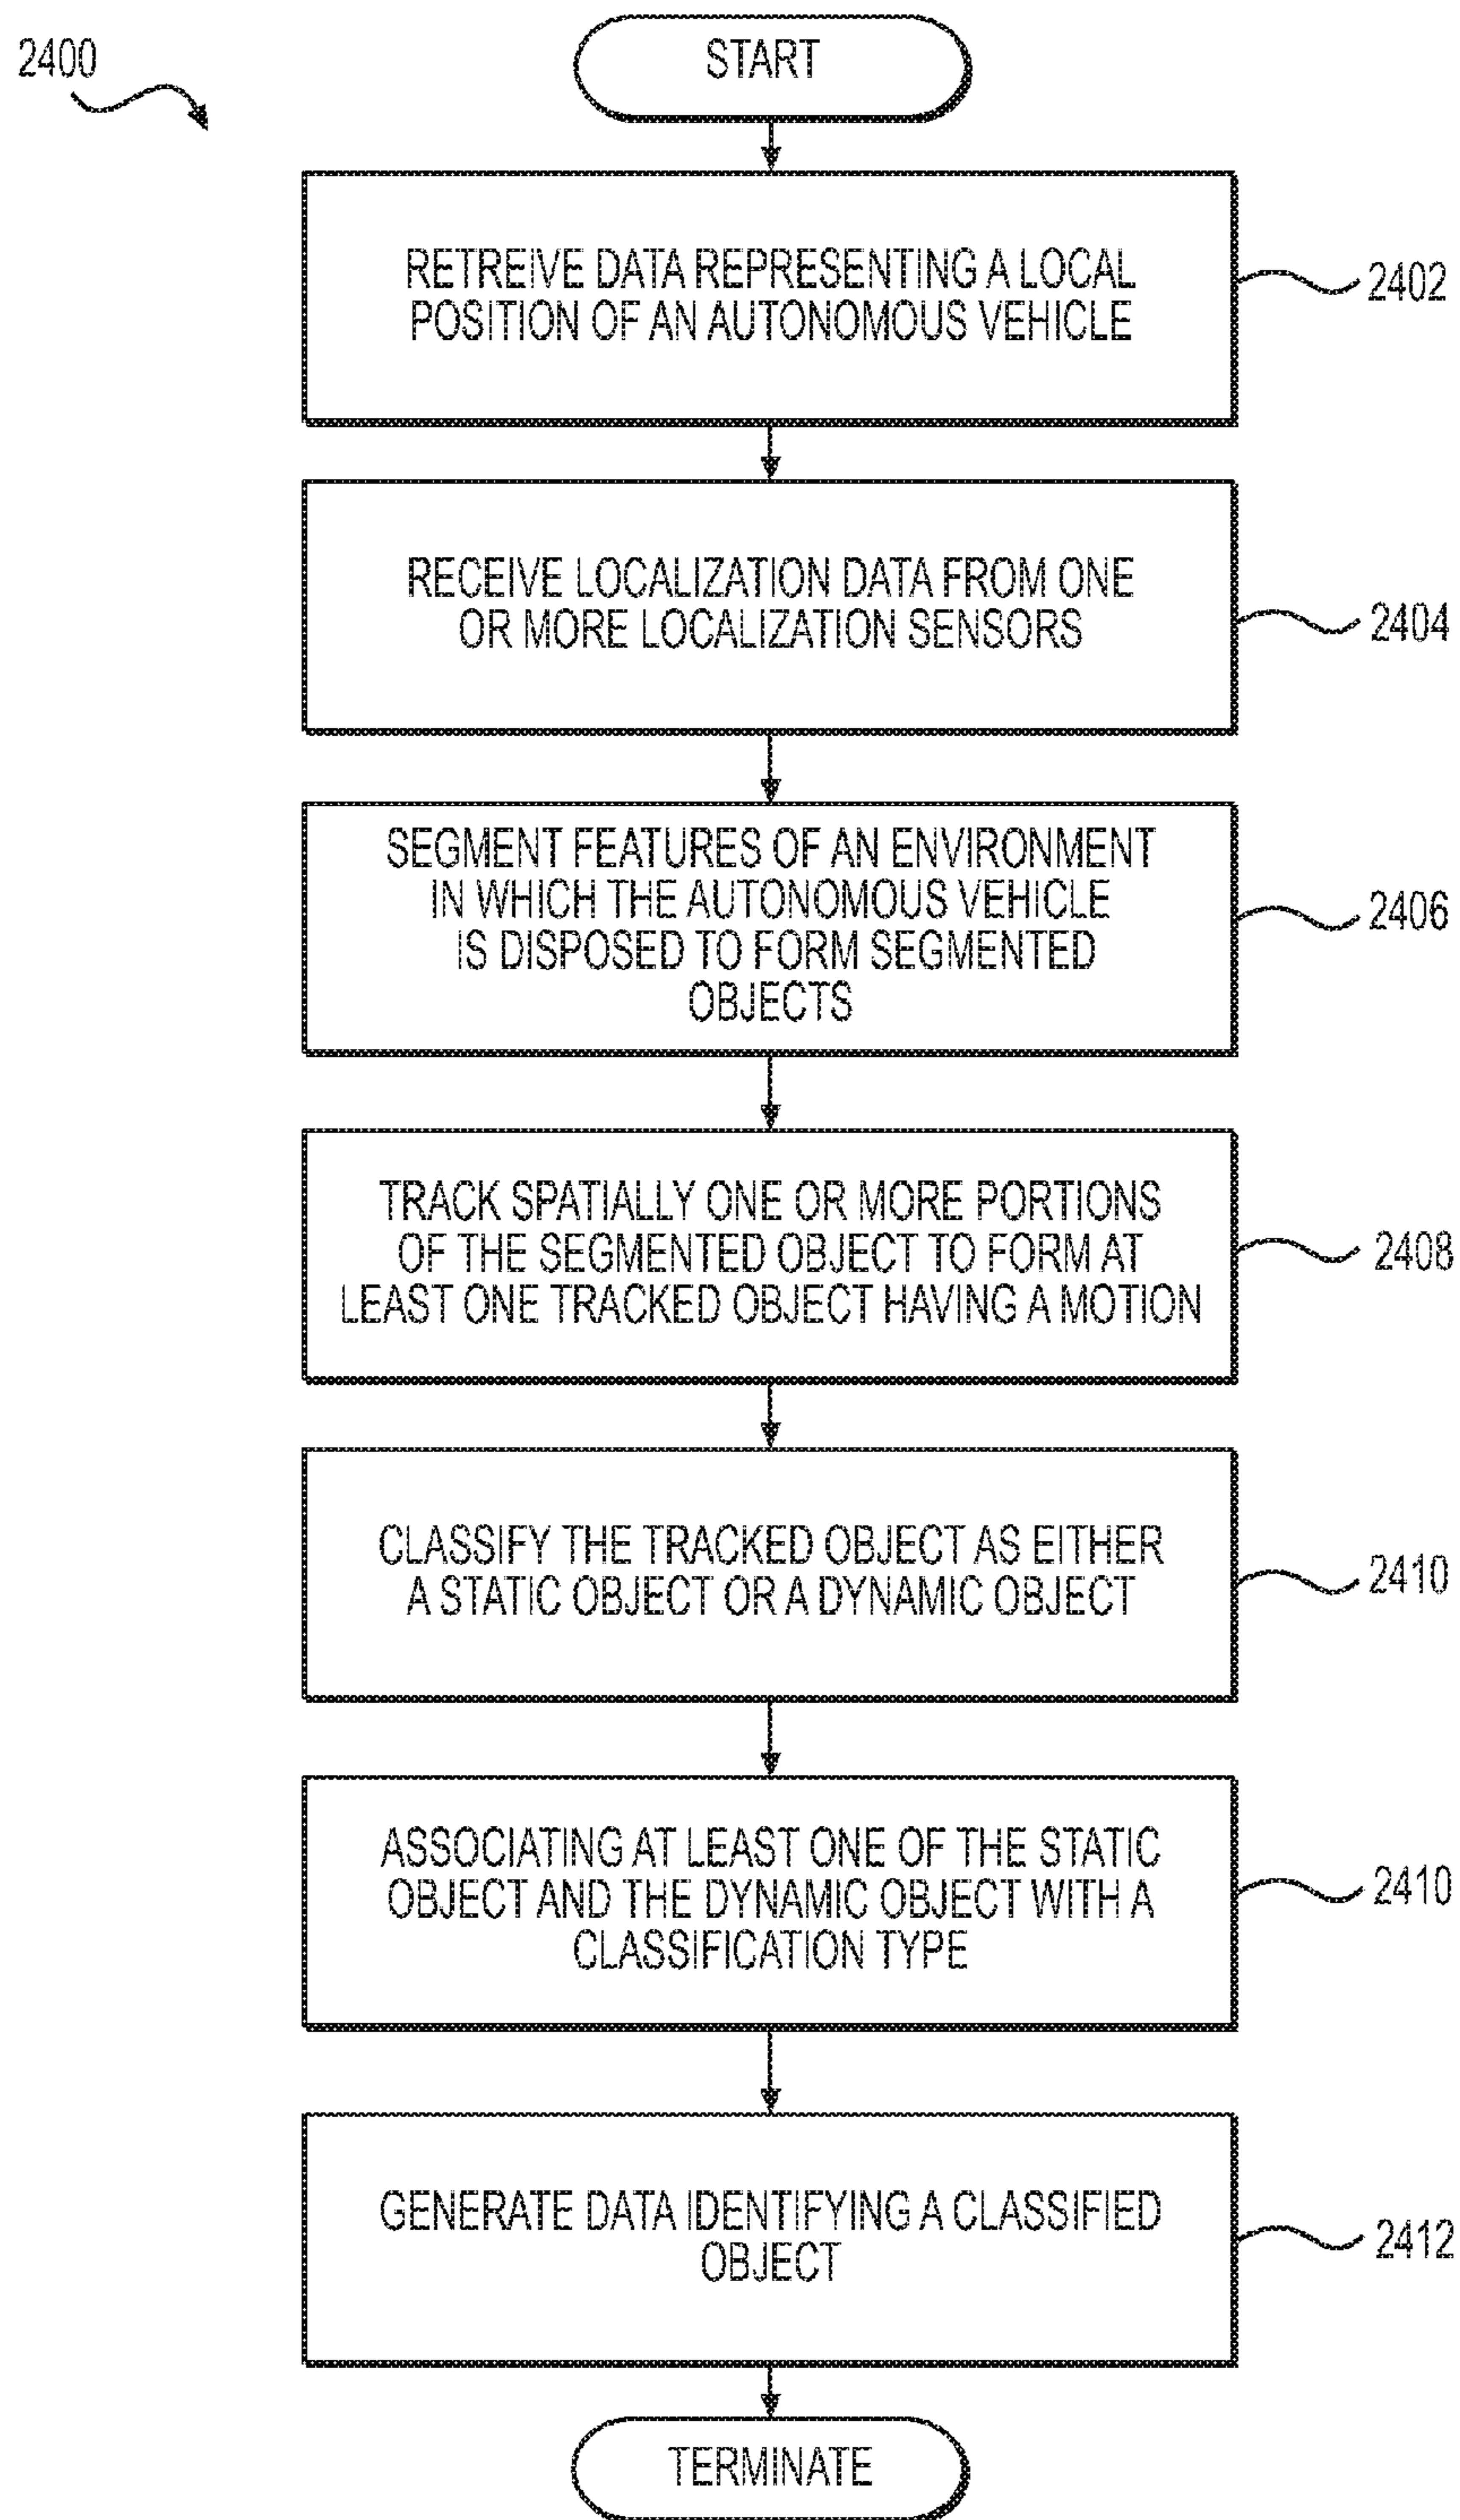 2400
START
RETREIVE DATA REPRESENTING A LOCAL
POSITION OF AN AUTONOMOUS VEHICLE
2402
RECEIVE LOCALIZATION DATA FROM ONE
OR MORE LOCALIZATION SENSORS
2404
SEGMENT FEATURES OF AN ENVIRONMENT
IN WHICH THE AUTONOMOUS VEHICLE
IS DISPOSED TO FORM SEGMENTED
OBJECTS
2406
TRACK SPATIALLY ONE OR MORE PORTIONS
OF THE SEGMENTED OBJECT TO FORM AT
LEAST ONE TRACKED OBJECT HAVING A MOTION
2408
CLASSIFY THE TRACKED OBJECT AS EITHER
A STATIC OBJECT OR A DYNAMIC OBJECT
2410
ASSOCIATING AT LEAST ONE OF THE STATIC
OBJECT AND THE DYNAMIC OBJECT WITH A
CLASSIFICATION TYPE
2410
GENERATE DATA IDENTIFYING A CLASSIFIED
OBJECT
2412
TERMINATE